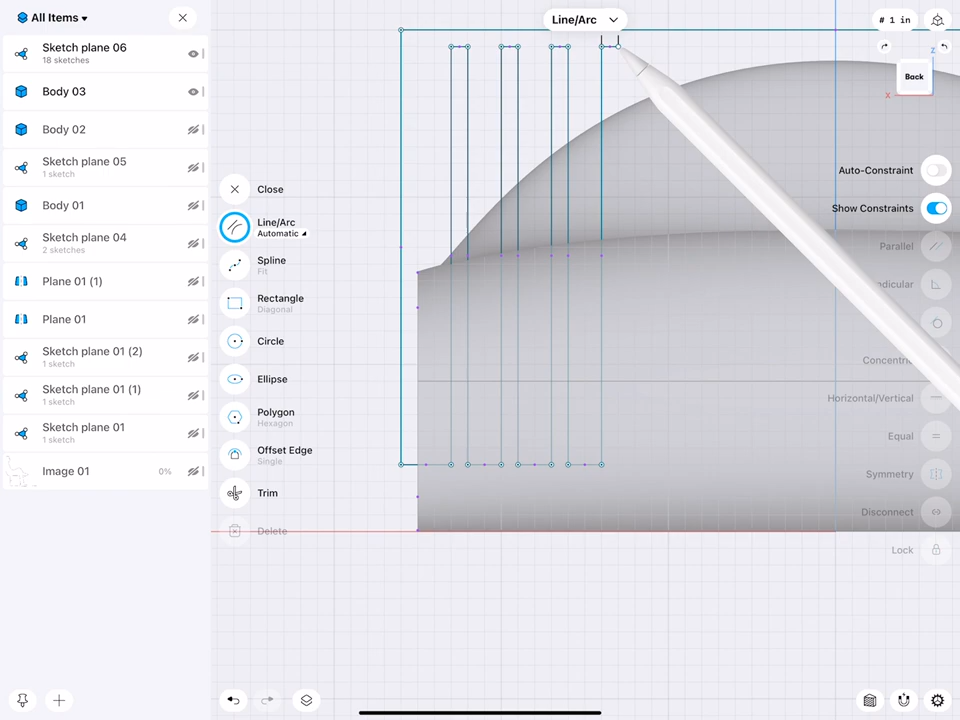 All Items
Sketch plane 06
18 sketches
Body 03
Body 02
Sketch plane 05
1 sketch
Body 01
Sketch plane 04
2 sketches
Plane 01 (1)
Plane 01
Sketch plane 01 (2)
1 sketch
Sketch plane 01 (1)
1 sketch
Sketch plane 01
1 sketch
Image 01
0%
Close
Line/Arc
Automatic
Spline
Fit
Rectangle
Diagonal
Circle
Ellipse
Polygon
Hexagon
Offset Edge
Single
Trim
Delete
Line/Arc
# 1 in
Z
Back
X
Auto-Constraint
Show Constraints
Parallel
ndicular
Concentric
Horizontal/Vertical
Equal
Symmetry
Disconnect
Lock